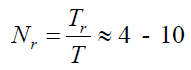 N_r = T_r / T ≈ 4 - 10